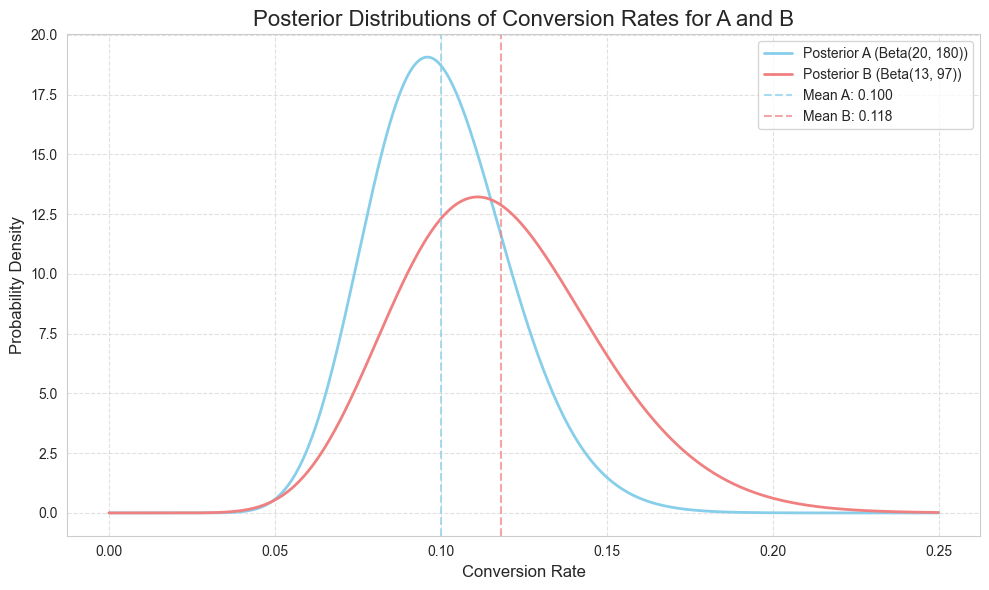 Posterior Distributions of Conversion Rates for A and B
Posterior A (Beta(20, 180))
Posterior B (Beta(13, 97))
Mean A: 0.100
Mean B: 0.118
Probability Density
20.0
17.5
15.0
12.5
10.0
7.5
5.0
2.5
0.0
0.00 0.05 0.10 0.15 0.20 0.25
Conversion Rate